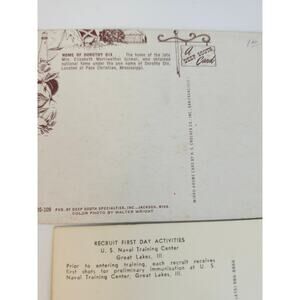 HOME OF DOROTHY DIX The home of the late
Mrs. Elizabeth Meriwether Gilmer, who obtained
national fame under the pen name of Dorothy Dix.
Located at Pass Christian, Mississippi.
A
DEEP SOUTH
Card
PUB. BY DEEP SOUTH SPECIALTIES, INC.—JACKSON, MISS.
COLOR PHOTO BY WALTER WRIGHT
RECRUIT FIRST DAY ACTIVITIES
U. S. Naval Training Center
Great Lakes, Ill.
Prior to entering training, each recruit receives
first shots for preliminary immunization at U. S.
Naval Training Center, Great Lakes, Ill.